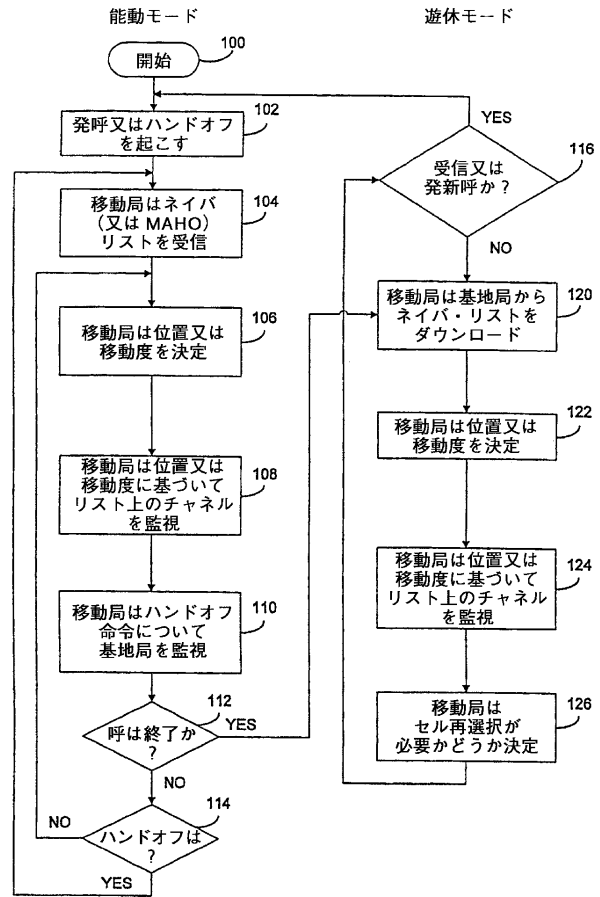 能動モード
遊休モード
開始
100
発呼又はハンドオフ
を起こす
102
移動局はネイバ
(又は MAHO)
リストを受信
104
移動局は位置又は
移動度を決定
106
移動局は位置又は
移動度に基づいて
リスト上のチャネル
を監視
108
移動局はハンドオフ
命令について
基地局を監視
110
呼は終了か
?
112
YES
NO
ハンドオフは
?
114
NO
YES
YES
受信又は
発新呼か?
116
NO
移動局は基地局から
ネイバ・リストを
ダウンロード
120
移動局は位置又は
移動度を決定
122
移動局は位置又は
移動度に基づいて
リスト上のチャネル
を監視
124
移動局は
セル再選択が
必要かどうか決定
126